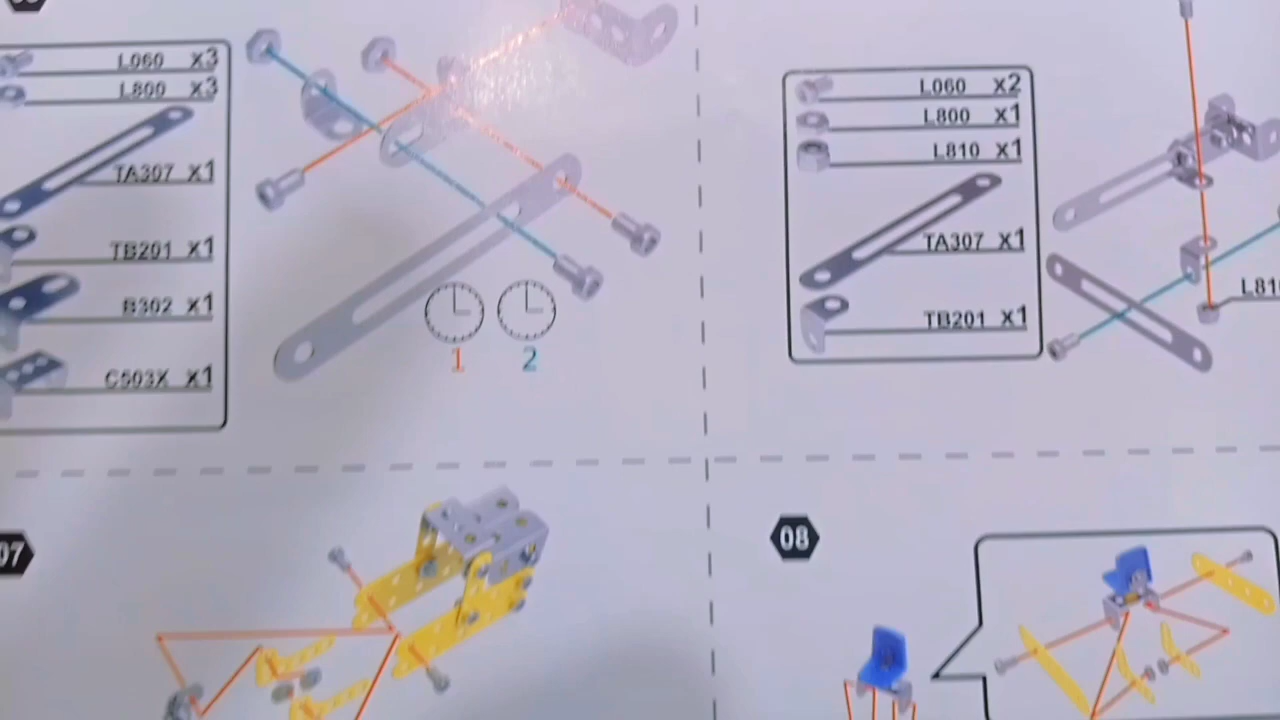 L060 x3
L800 x3
TA307 x1
TB201 x1
B302 x1
C503X x1
1 2
L060 x2
L800 x1
L810 x1
TA307 x1
TB201 x1
07
08